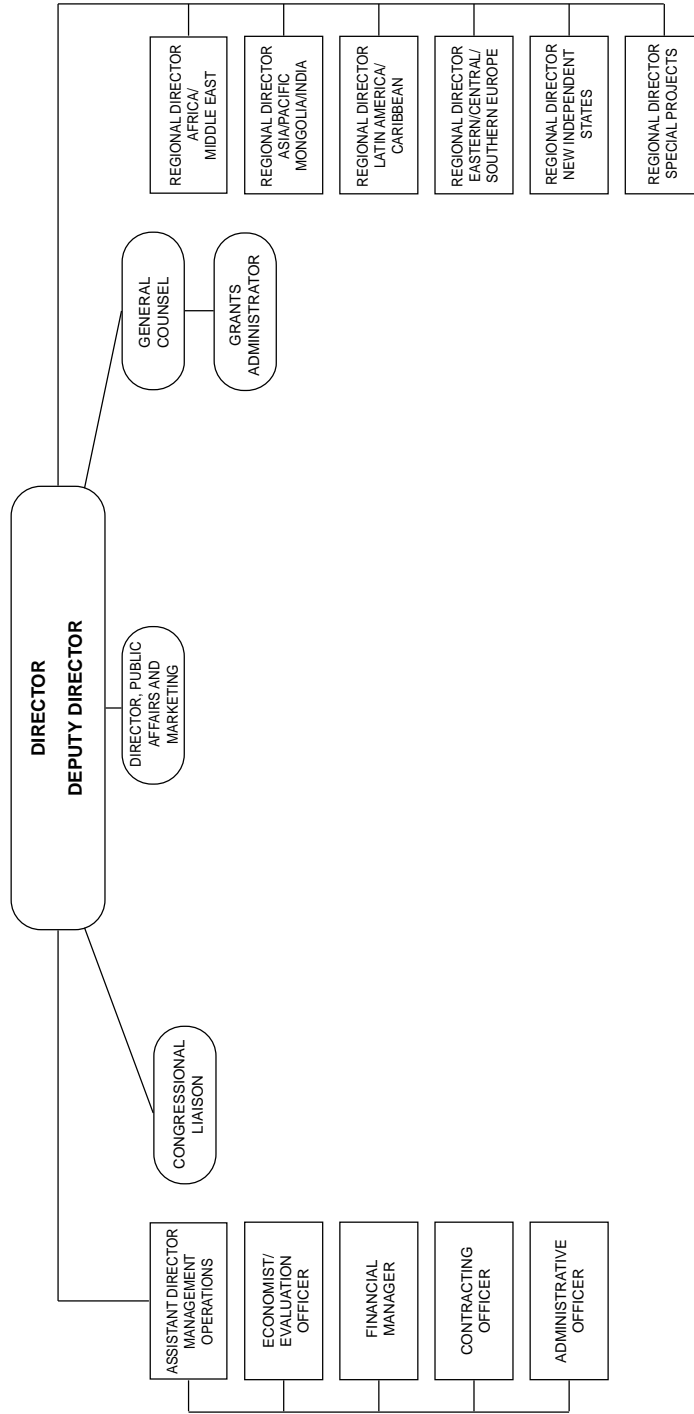 DIRECTOR
DEPUTY DIRECTOR
ASSISTANT DIRECTOR
MANAGEMENT
OPERATIONS
ECONOMIST/
EVALUATION
OFFICER
FINANCIAL
MANAGER
CONTRACTING
OFFICER
ADMINISTRATIVE
OFFICER
CONGRESSIONAL
LIAISON
DIRECTOR, PUBLIC
AFFAIRS AND
MARKETING
GENERAL
COUNSEL
GRANTS
ADMINISTRATOR
REGIONAL DIRECTOR
AFRICA/
MIDDLE EAST
REGIONAL DIRECTOR
ASIA/PACIFIC
MONGOLIA/INDIA
REGIONAL DIRECTOR
LATIN AMERICA/
CARIBBEAN
REGIONAL DIRECTOR
EASTERN/CENTRAL/
SOUTHERN EUROPE
REGIONAL DIRECTOR
NEW INDEPENDENT
STATES
REGIONAL DIRECTOR
SPECIAL PROJECTS